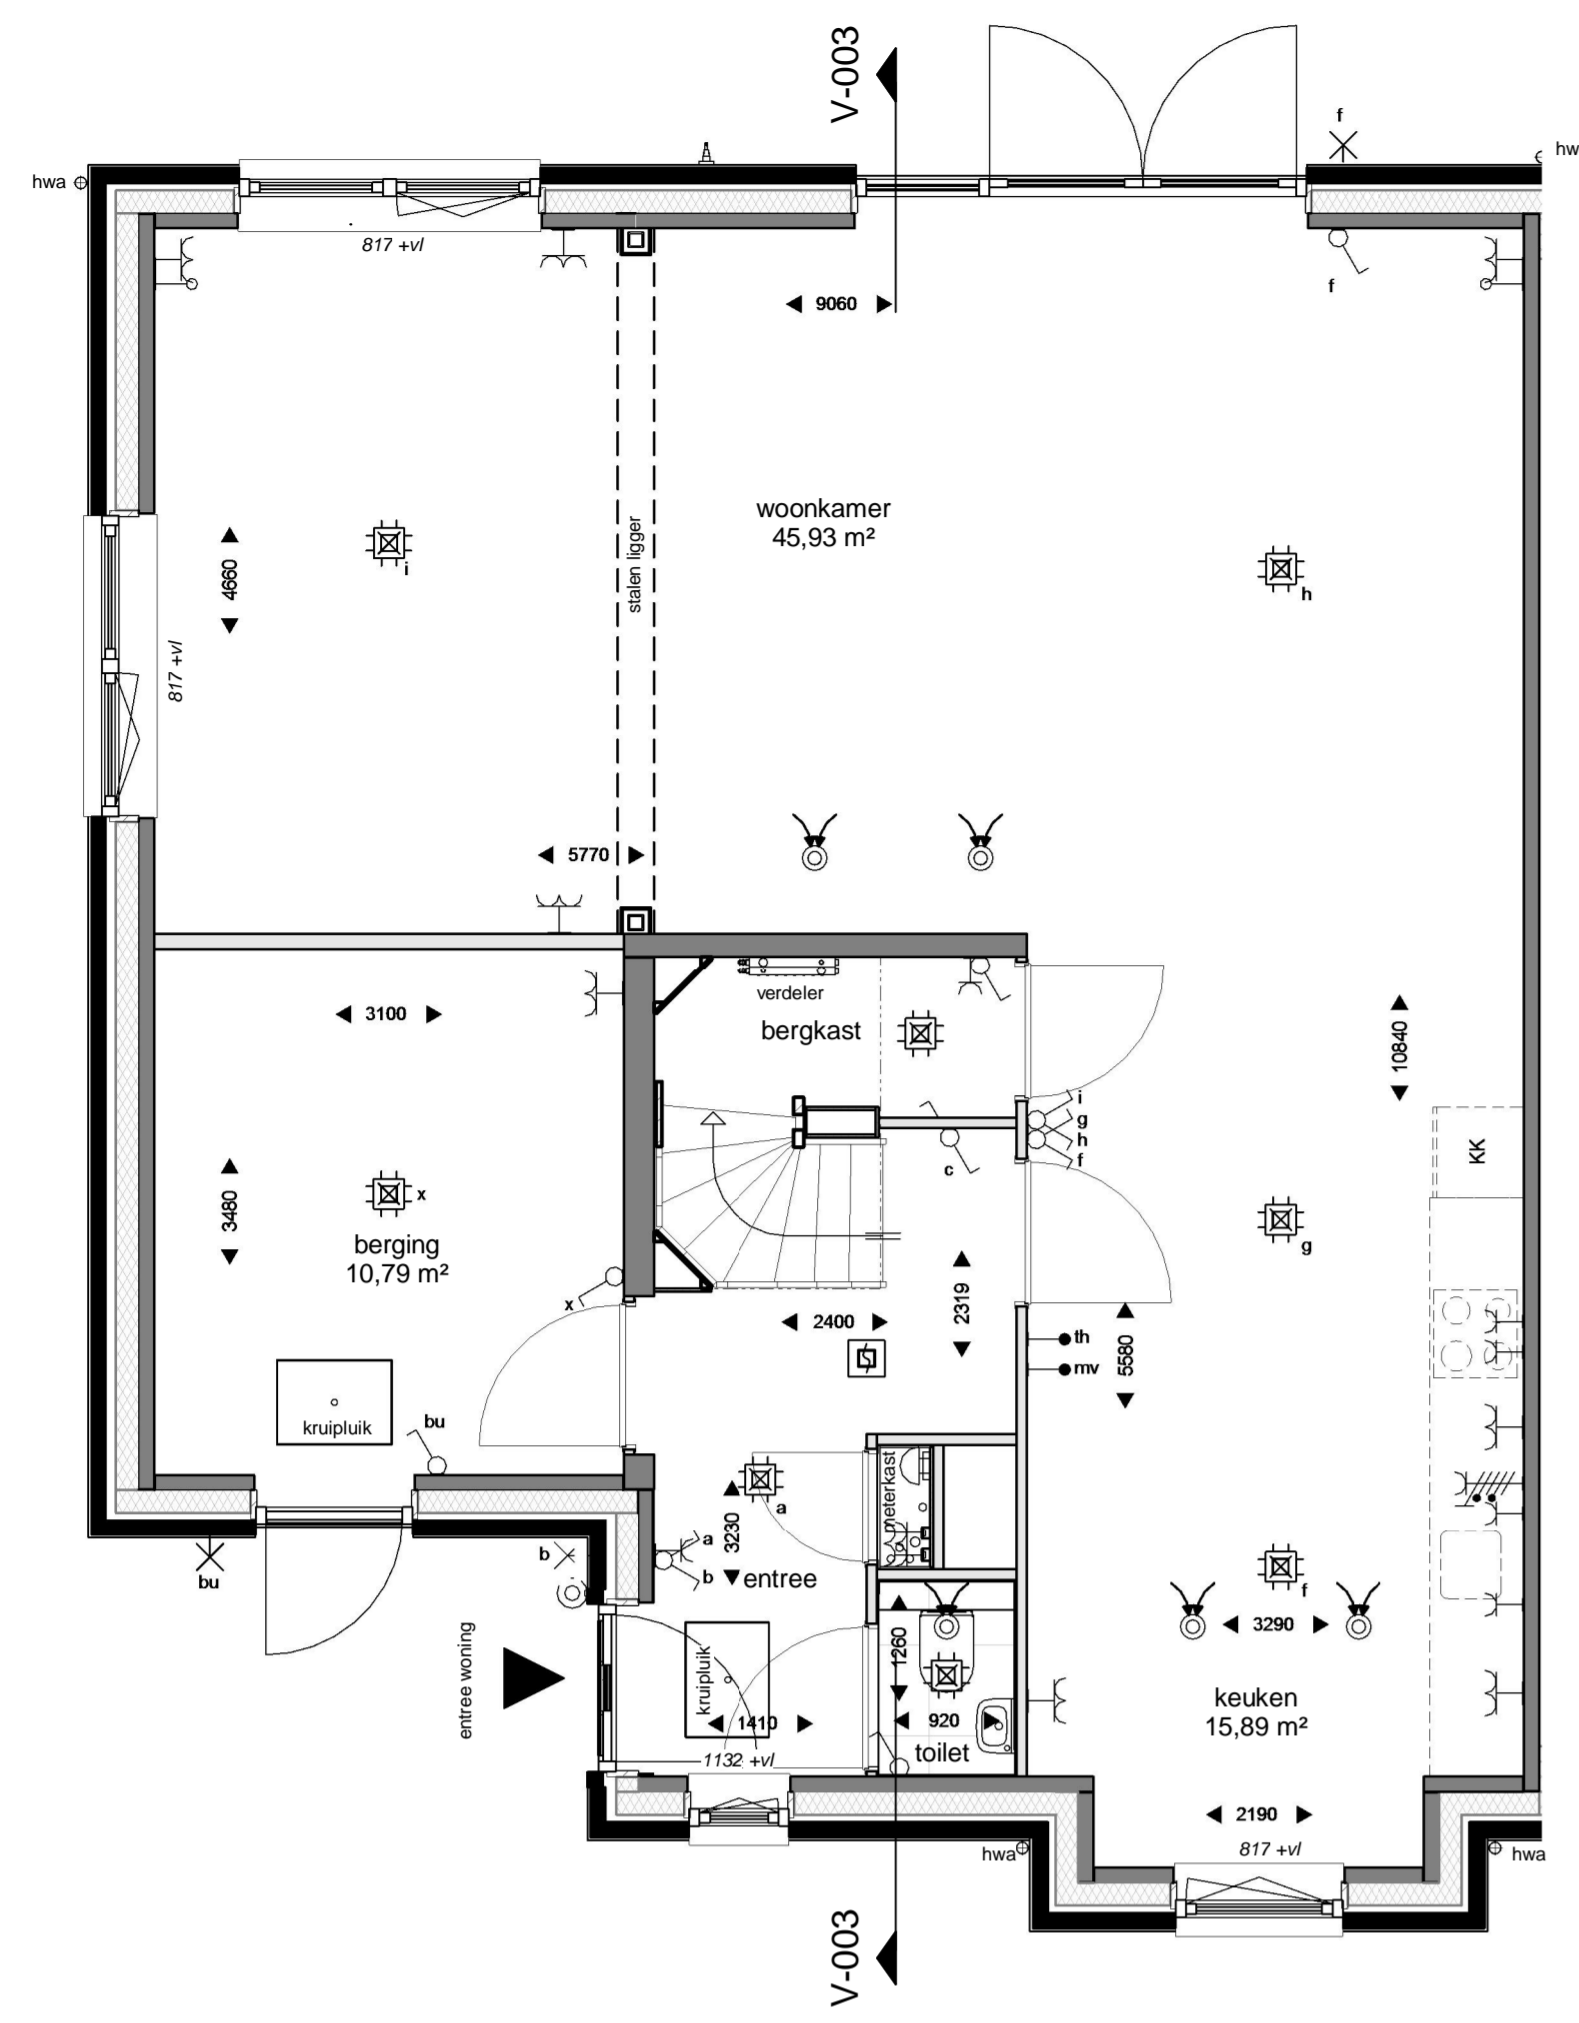 V-003
f
hwa
hw
817 +vl
f
9060
woonkamer
45,93 m²
stalen ligger
i
h
4660
817 +vl
5770
verdeler
bergkast
3100
10840
i
g
h
f
c
KK
3480
x
berging
10,79 m²
g
x
2319
2400
th
mv
5580
kruipluik
bu
meterkast
a
3230
a
b
b
bu
entree
f
1260
3290
entree woning
kruipluik
keuken
15,89 m²
1410
920
toilet
1132 +vl
2190
817 +vl
hwa
hwa
V-003